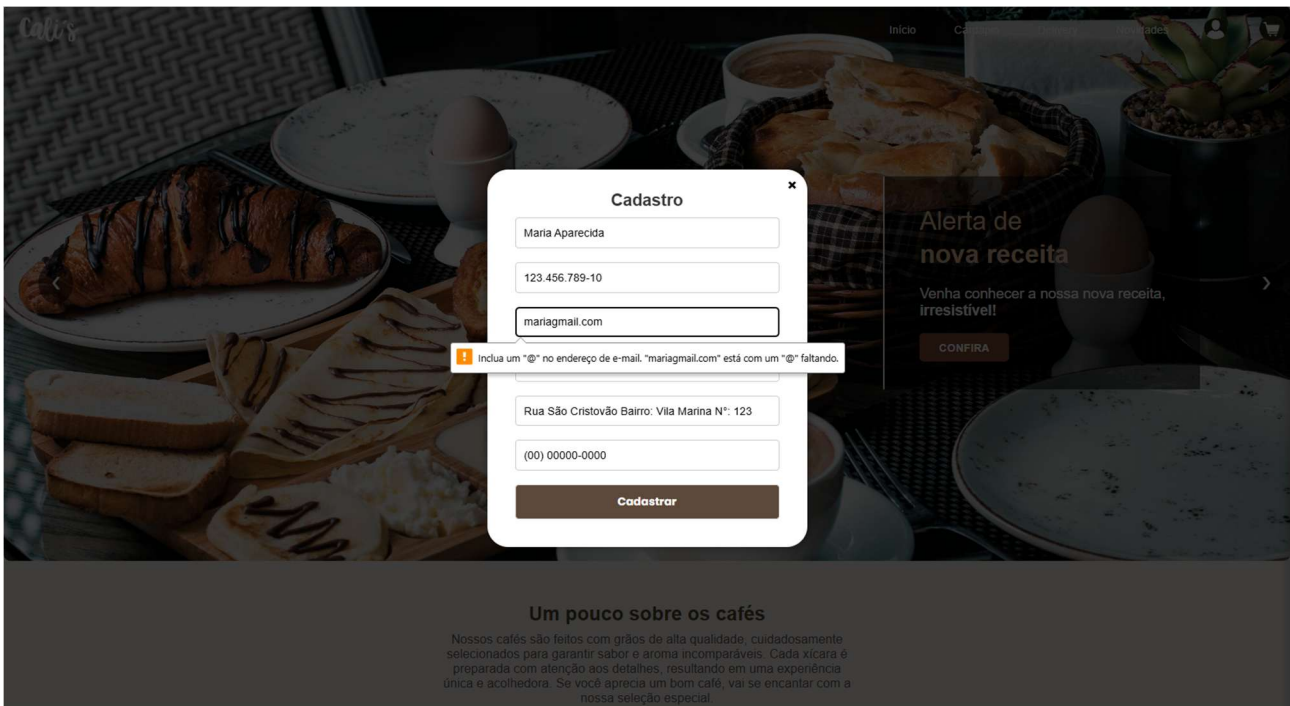 Cali's
Início
Novidades
Cadastro
Maria Aparecida
123.456.789-10
mariagmail.com
Inclua um "@" no endereço de e-mail. "mariagmail.com" está com um "@" faltando.
Rua São Cristovão Bairro: Vila Marina N°: 123
(00) 00000-0000
Cadastrar
Alerta de
nova receita
Venha conhecer a nossa nova receita,
irresistível!
CONFIRA
Um pouco sobre os cafés
Nossos cafés são feitos com grãos de alta qualidade, cuidadosamente
selecionados para garantir sabor e aroma incomparáveis. Cada xícara é
preparada com atenção aos detalhes, resultando em uma experiência
única e acolhedora. Se você aprecia um bom café, vai se encantar com a
nossa seleção especial.